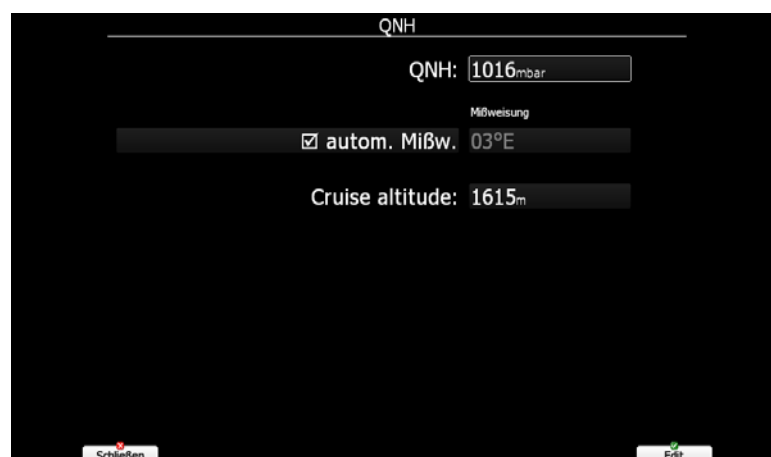 QNH
QNH: 1016mbar
Mißweisung
☑ autom. Mißw. 03°E
Cruise altitude: 1615m
Schließen Edit